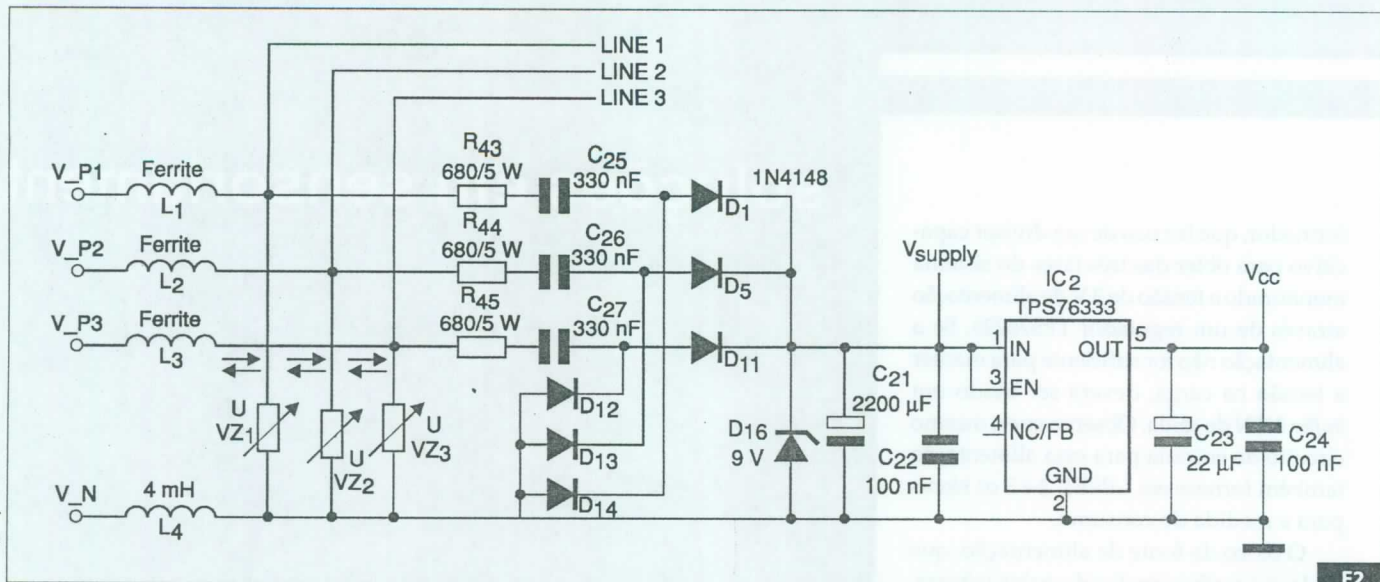 LINE 1
LINE 2
LINE 3
V_P1
Ferrite
L1
V_P2
Ferrite
L2
V_P3
Ferrite
L3
V_N
4 mH
L4
U
VZ1
U
VZ2
U
VZ3
R43
680/5 W
R44
680/5 W
R45
680/5 W
C25
330 nF
C26
330 nF
C27
330 nF
1N4148
D1
D5
D11
D12
D13
D14
D16
9 V
C21
2200 µF
C22
100 nF
Vsupply
IC2
TPS76333
1
IN
OUT
5
3
EN
4
NC/FB
GND
2
Vcc
C23
22 µF
C24
100 nF
F2